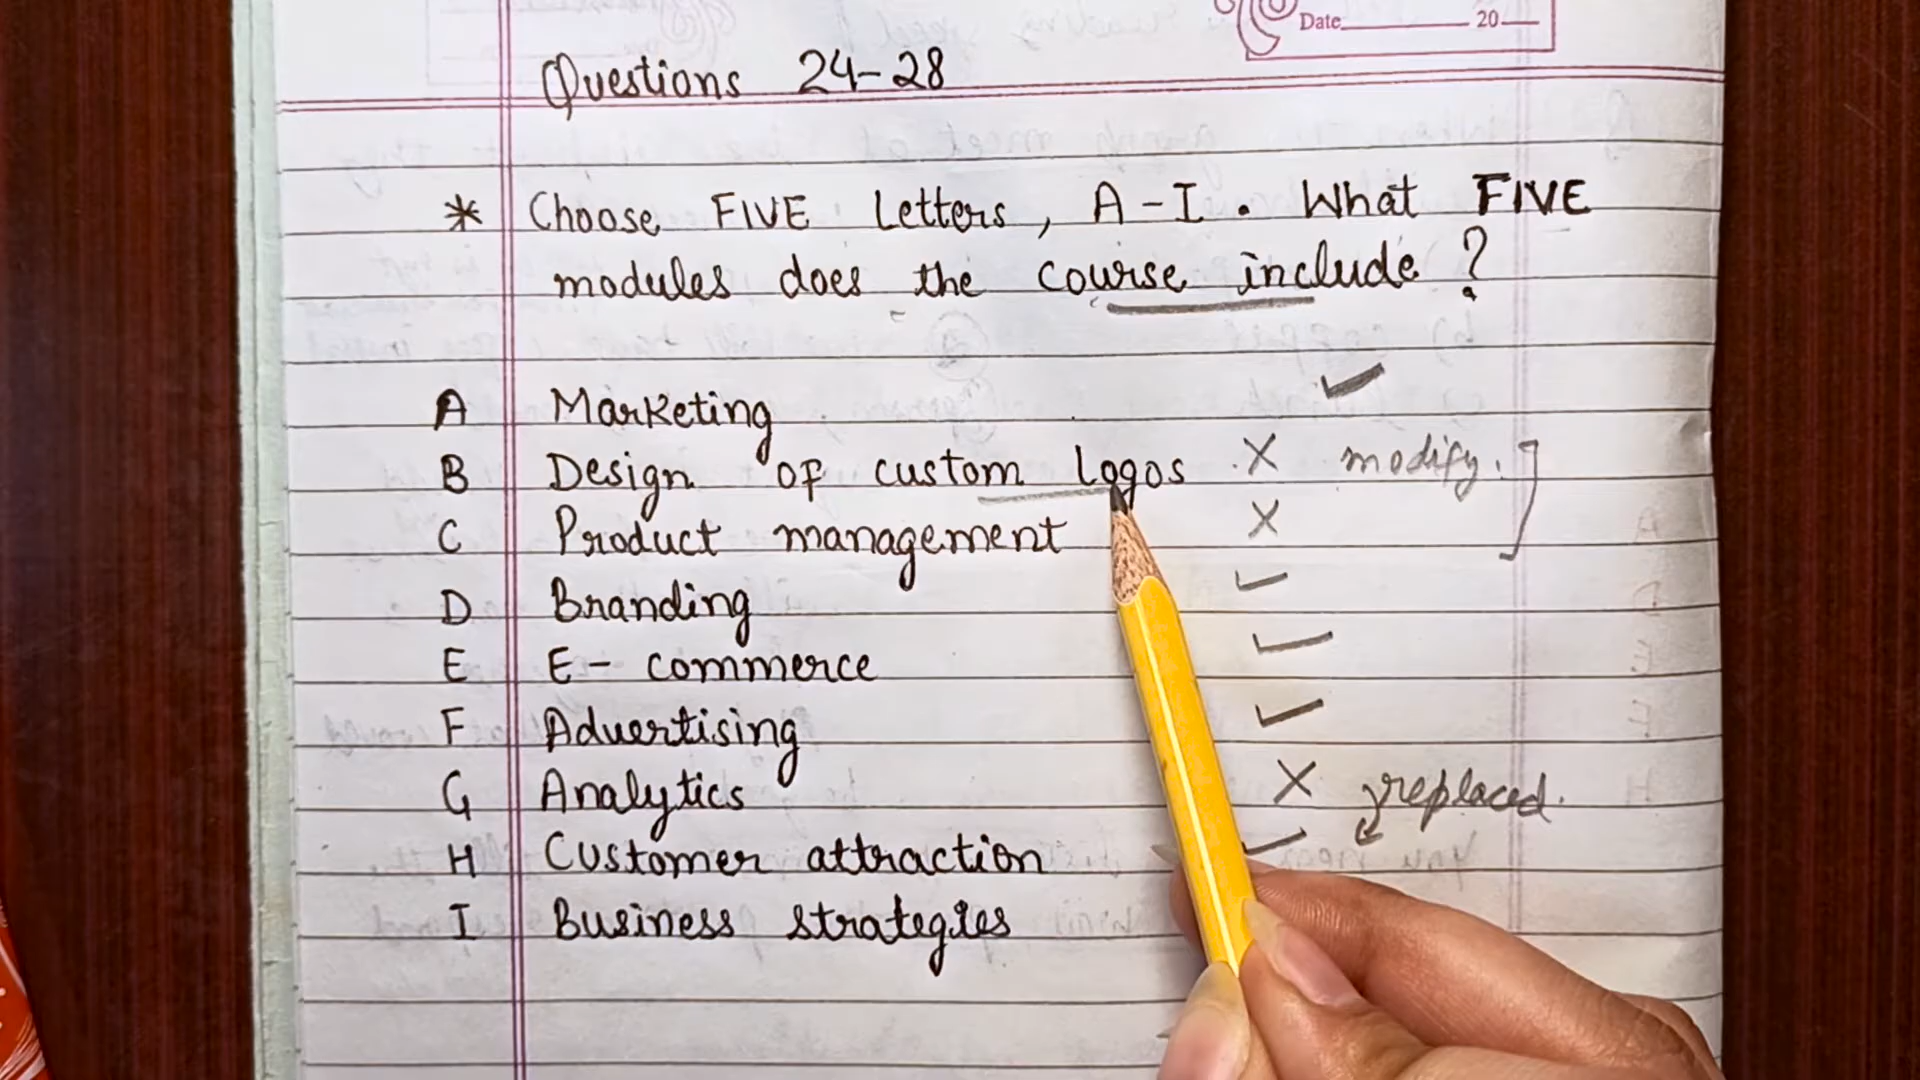 Date 20
Questions 24-28
* Choose FIVE Letters, A-I. What FIVE
modules does the course include?
A Marketing ✓
B Design of custom logos X modify.
C Product management X
D Branding ✓
E E-commerce ✓
F Advertising ✓
G Analytics X replaced.
H Customer attraction ✓
I Business strategies